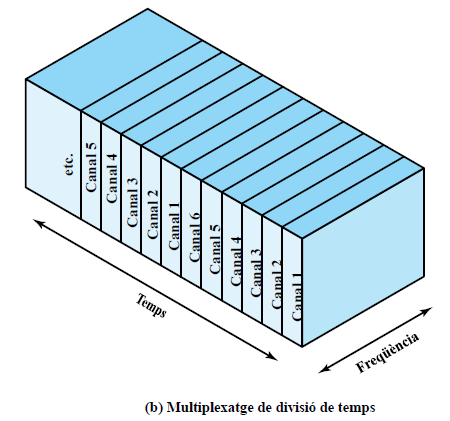 etc.
Canal 5
Canal 4
Canal 3
Canal 2
Canal 1
Canal 6
Canal 5
Canal 4
Canal 3
Canal 2
Canal 1
Temps
Freqüència
(b) Multiplexatge de divisió de temps